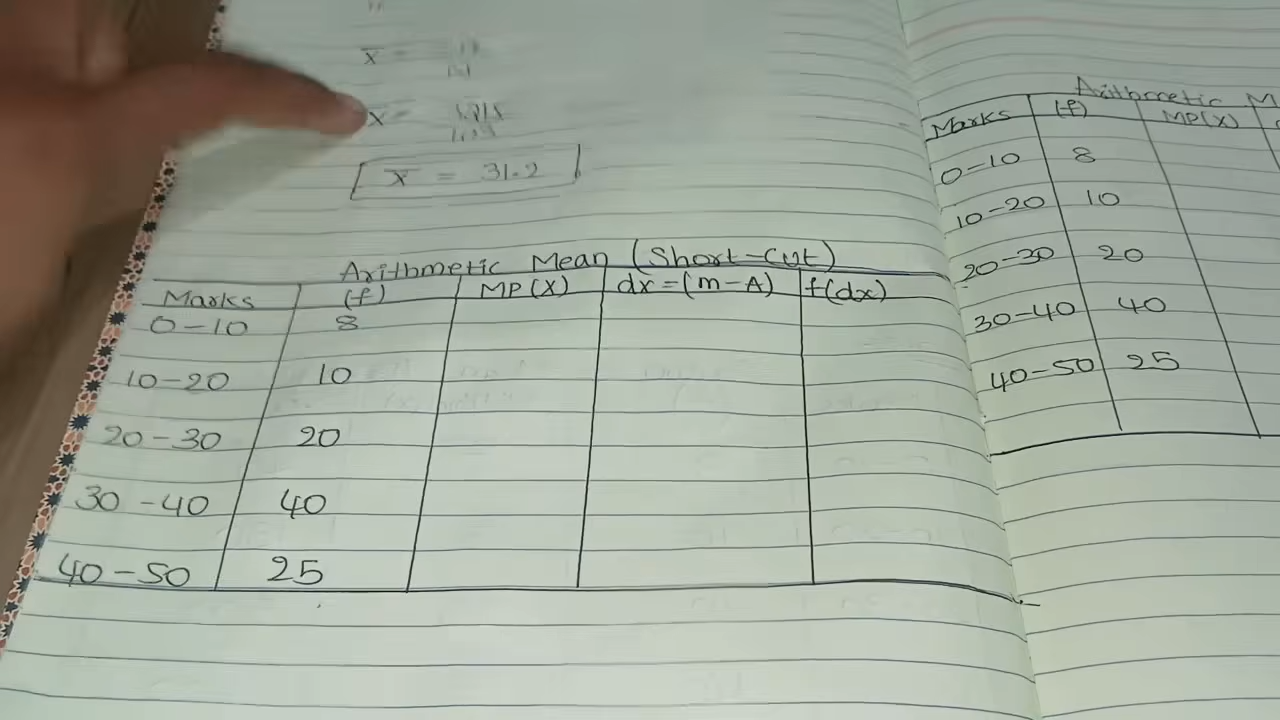 x̄ =
x̄ =
x̄ = 31.2
Arithmetic Mean (Short-Cut)
Marks (f) MP(X) dx=(m-A) f(dx)
0-10 8
10-20 10
20-30 20
30-40 40
40-50 25
Arithmetic M
Marks (f) MP(X)
0-10 8
10-20 10
20-30 20
30-40 40
40-50 25